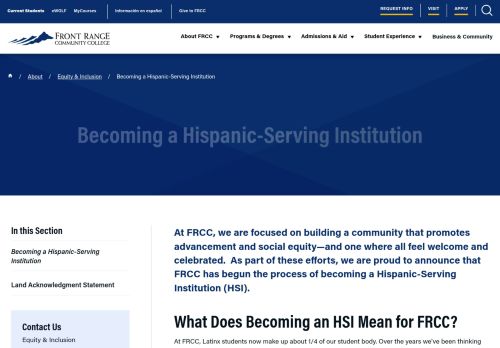 Current Students eWOLF MyCourses Información en español Give to FRCC REQUEST INFO VISIT APPLY
FRONT RANGE
COMMUNITY COLLEGE
About FRCC Programs & Degrees Admissions & Aid Student Experience Business & Community
/ About / Equity & Inclusion / Becoming a Hispanic-Serving Institution
Becoming a Hispanic-Serving Institution
In this Section
Becoming a Hispanic-Serving
Institution
Land Acknowledgment Statement
Contact Us
Equity & Inclusion
At FRCC, we are focused on building a community that promotes
advancement and social equity—and one where all feel welcome and
celebrated. As part of these efforts, we are proud to announce that
FRCC has begun the process of becoming a Hispanic-Serving
Institution (HSI).
What Does Becoming an HSI Mean for FRCC?
At FRCC, Latinx students now make up about 1/4 of our student body. Over the years we've been thinking